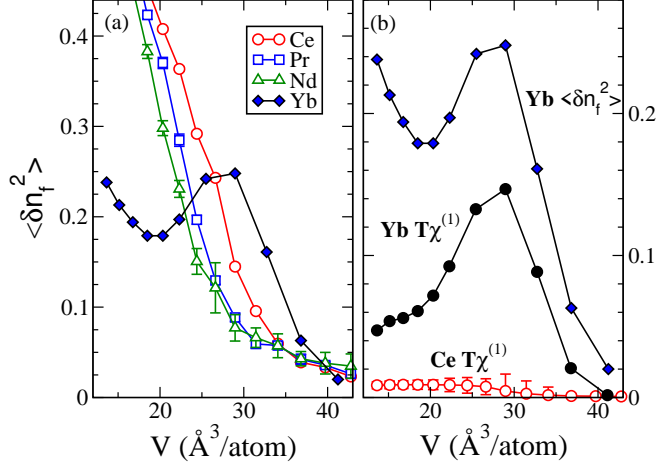 (a)
Ce
Pr
Nd
Yb
<δn_f^2>
0.4
0.3
0.2
0.1
0
20 30 40
V (Å^3/atom)
(b)
Yb <δn_f^2>
Yb Tχ^(1)
Ce Tχ^(1)
0.2
0.1
0
20 30 40
V (Å^3/atom)